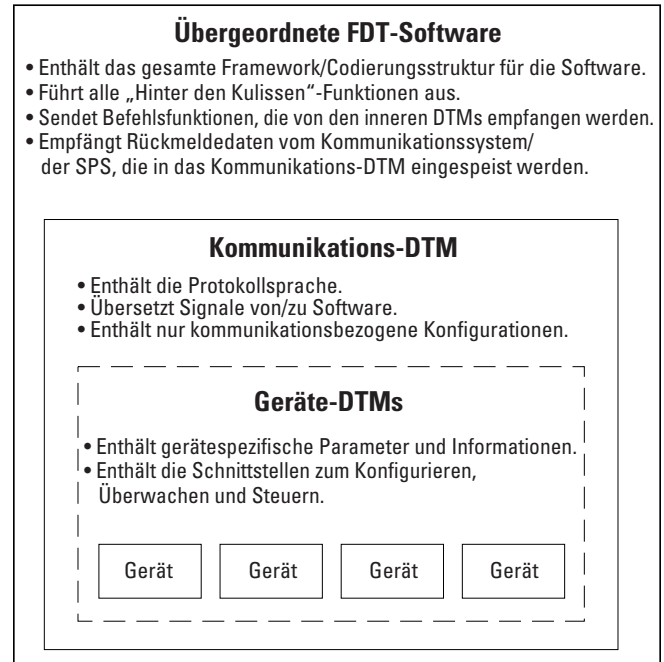 Übergeordnete FDT-Software
• Enthält das gesamte Framework/Codierungsstruktur für die Software.
• Führt alle „Hinter den Kulissen“-Funktionen aus.
• Sendet Befehlsfunktionen, die von den inneren DTMs empfangen werden.
• Empfängt Rückmeldedaten vom Kommunikationssystem/
der SPS, die in das Kommunikations-DTM eingespeist werden.
Kommunikations-DTM
• Enthält die Protokollsprache.
• Übersetzt Signale von/zu Software.
• Enthält nur kommunikationsbezogene Konfigurationen.
Geräte-DTMs
• Enthält gerätespezifische Parameter und Informationen.
• Enthält die Schnittstellen zum Konfigurieren,
Überwachen und Steuern.
Gerät Gerät Gerät Gerät